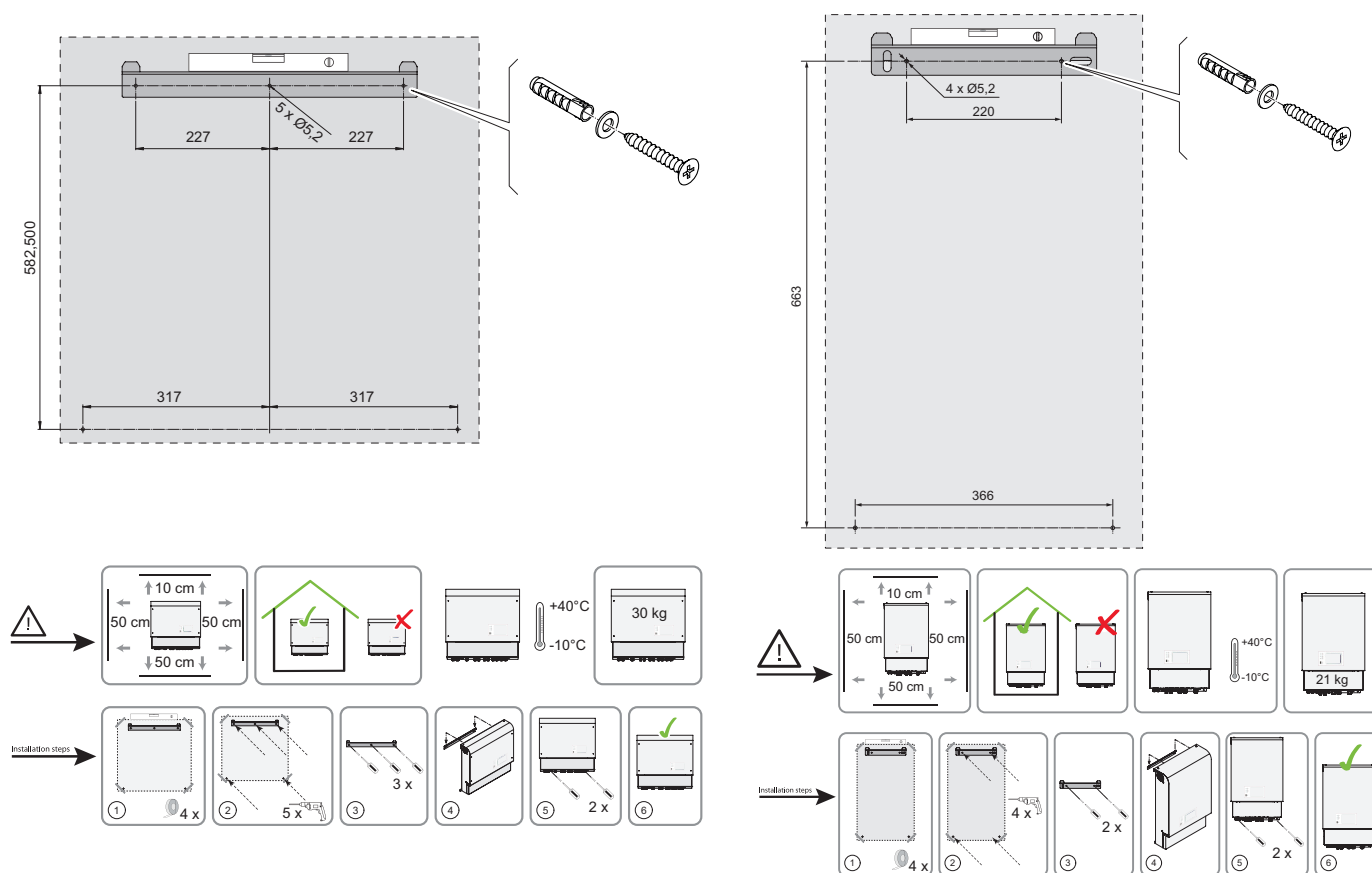 5 x Ø5,2
227
227
582,500
317
317
10 cm
50 cm
50 cm
50 cm
+40°C
-10°C
30 kg
Installation steps
1
4 x
2
5 x
3
3 x
4
5
2 x
6
4 x Ø5,2
220
663
366
10 cm
50 cm
50 cm
50 cm
+40°C
-10°C
21 kg
Installation steps
1
4 x
2
4 x
3
2 x
4
5
2 x
6